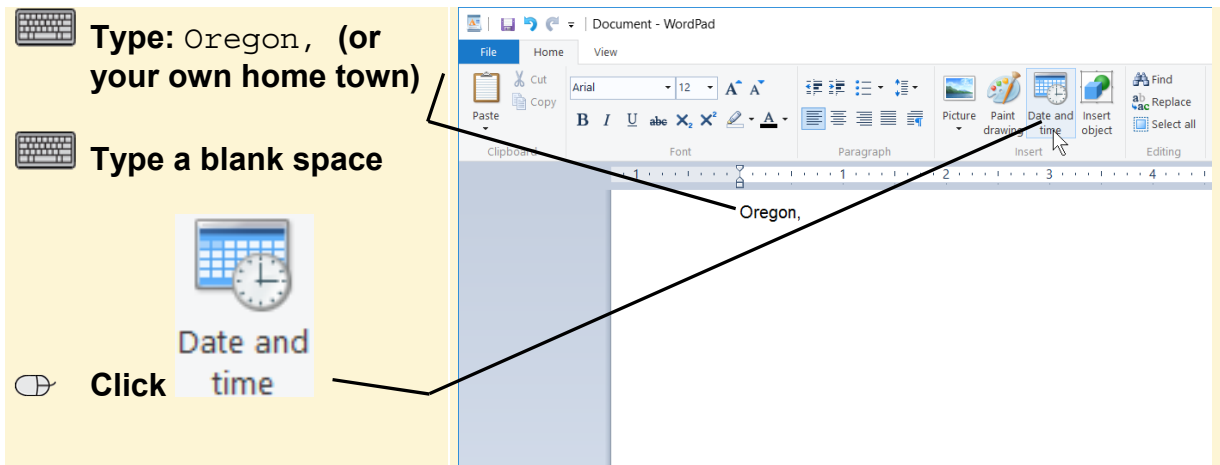 Type: Oregon, (or
your own home town)
Type a blank space
Date and
time
Click
Document - WordPad
File Home View
Paste
Cut
Copy
Clipboard
Arial 12 A A
B I U abc X₂ X² A
Font
Paragraph
Picture
Paint
drawing
Date and
time
Insert
object
Insert
Find
Replace
Select all
Editing
1 1 2 3 4
Oregon,